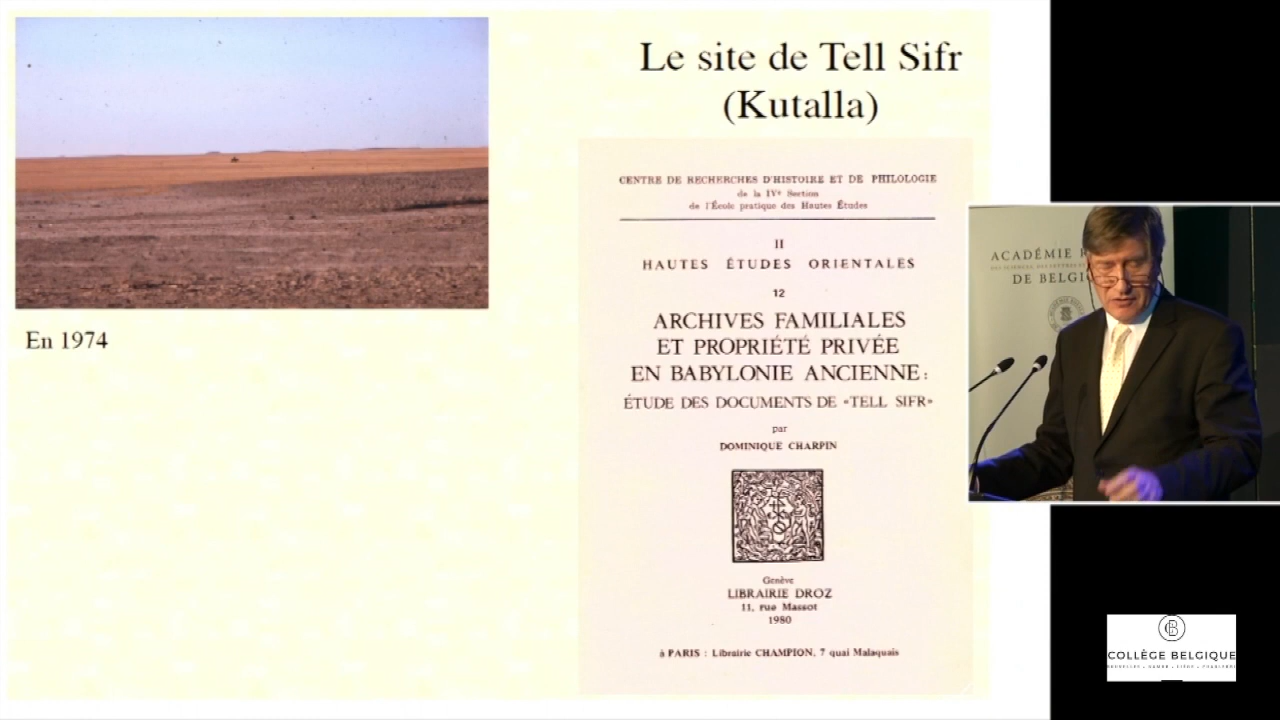 Le site de Tell Sifr
(Kutalla)
En 1974
CENTRE DE RECHERCHES D'HISTOIRE ET DE PHILOLOGIE
de la IVe Section
de l'École pratique des Hautes Études
II
HAUTES ÉTUDES ORIENTALES
12
ARCHIVES FAMILIALES
ET PROPRIÉTÉ PRIVÉE
EN BABYLONIE ANCIENNE :
ÉTUDE DES DOCUMENTS DE «TELL SIFR»
par
DOMINIQUE CHARPIN
Genève
LIBRAIRIE DROZ
11, rue Massot
1980
à PARIS : Librairie CHAMPION, 7 quai Malaquais
ACADÉMIE R
DE BELGI
COLLÈGE BELGIQUE